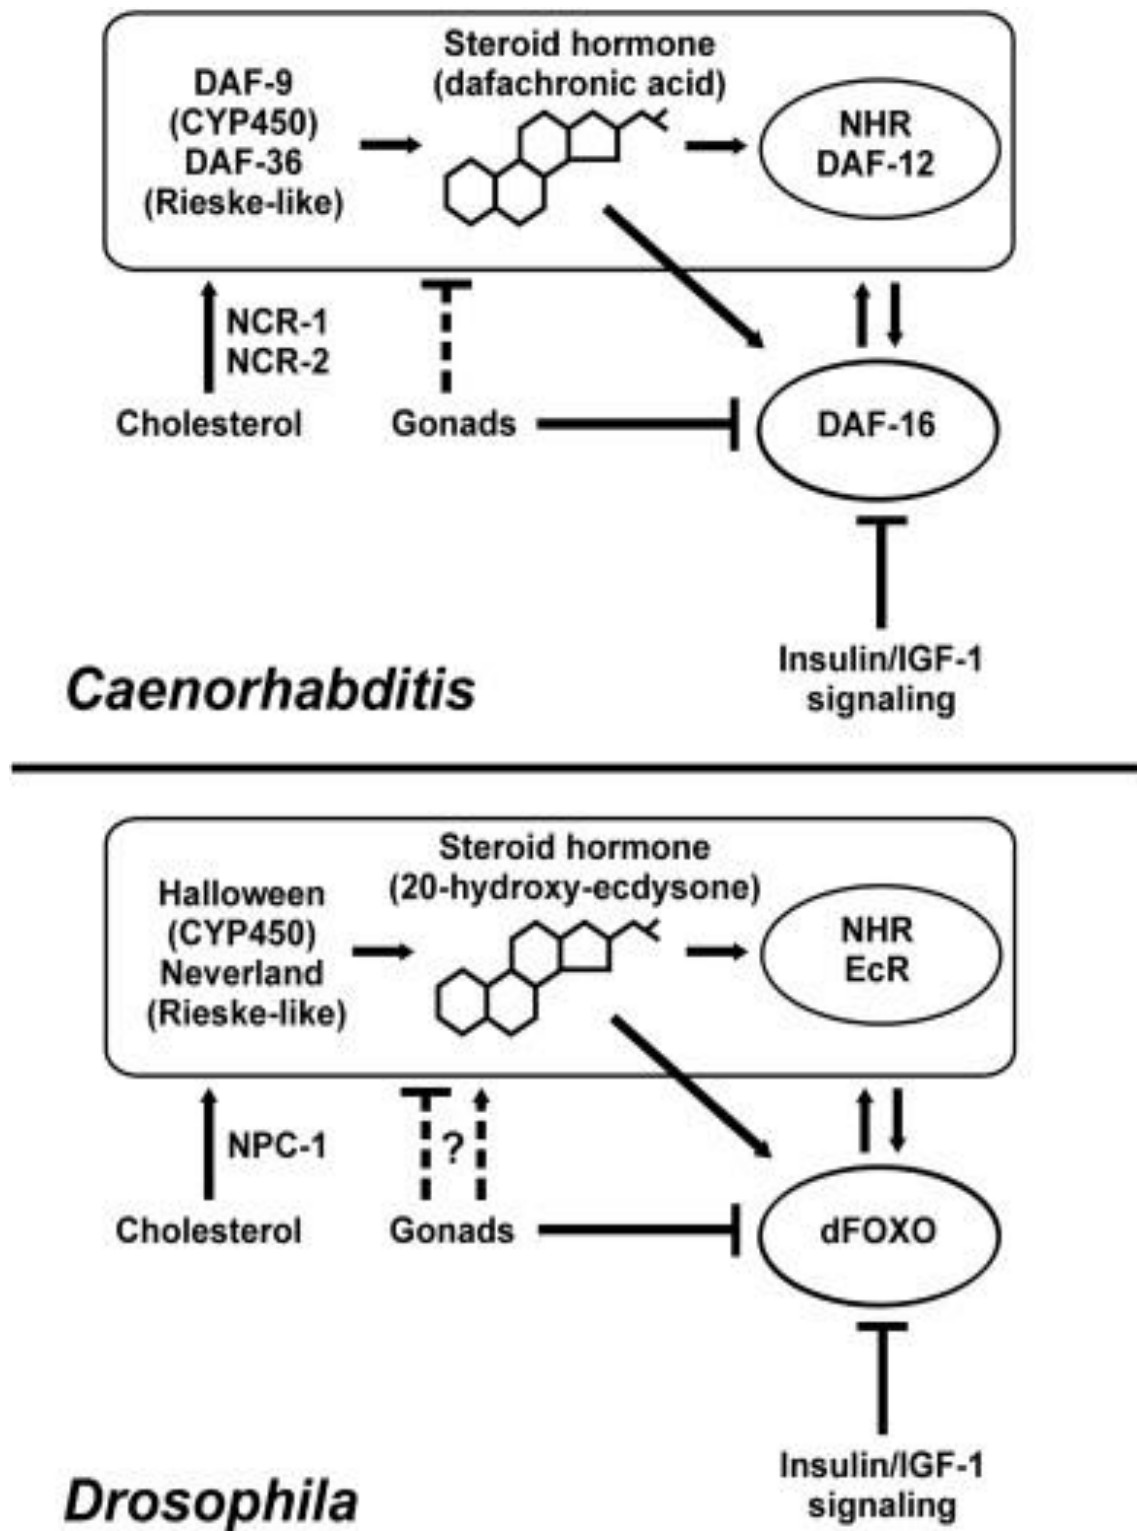 Steroid hormone
(dafachronic acid)
DAF-9
(CYP450)
DAF-36
(Rieske-like)
NHR
DAF-12
NCR-1
NCR-2
Cholesterol
Gonads
DAF-16
Insulin/IGF-1
signaling
Caenorhabditis
Steroid hormone
(20-hydroxy-ecdysone)
Halloween
(CYP450)
Neverland
(Rieske-like)
NHR
EcR
NPC-1
?
Cholesterol
Gonads
dFOXO
Insulin/IGF-1
signaling
Drosophila